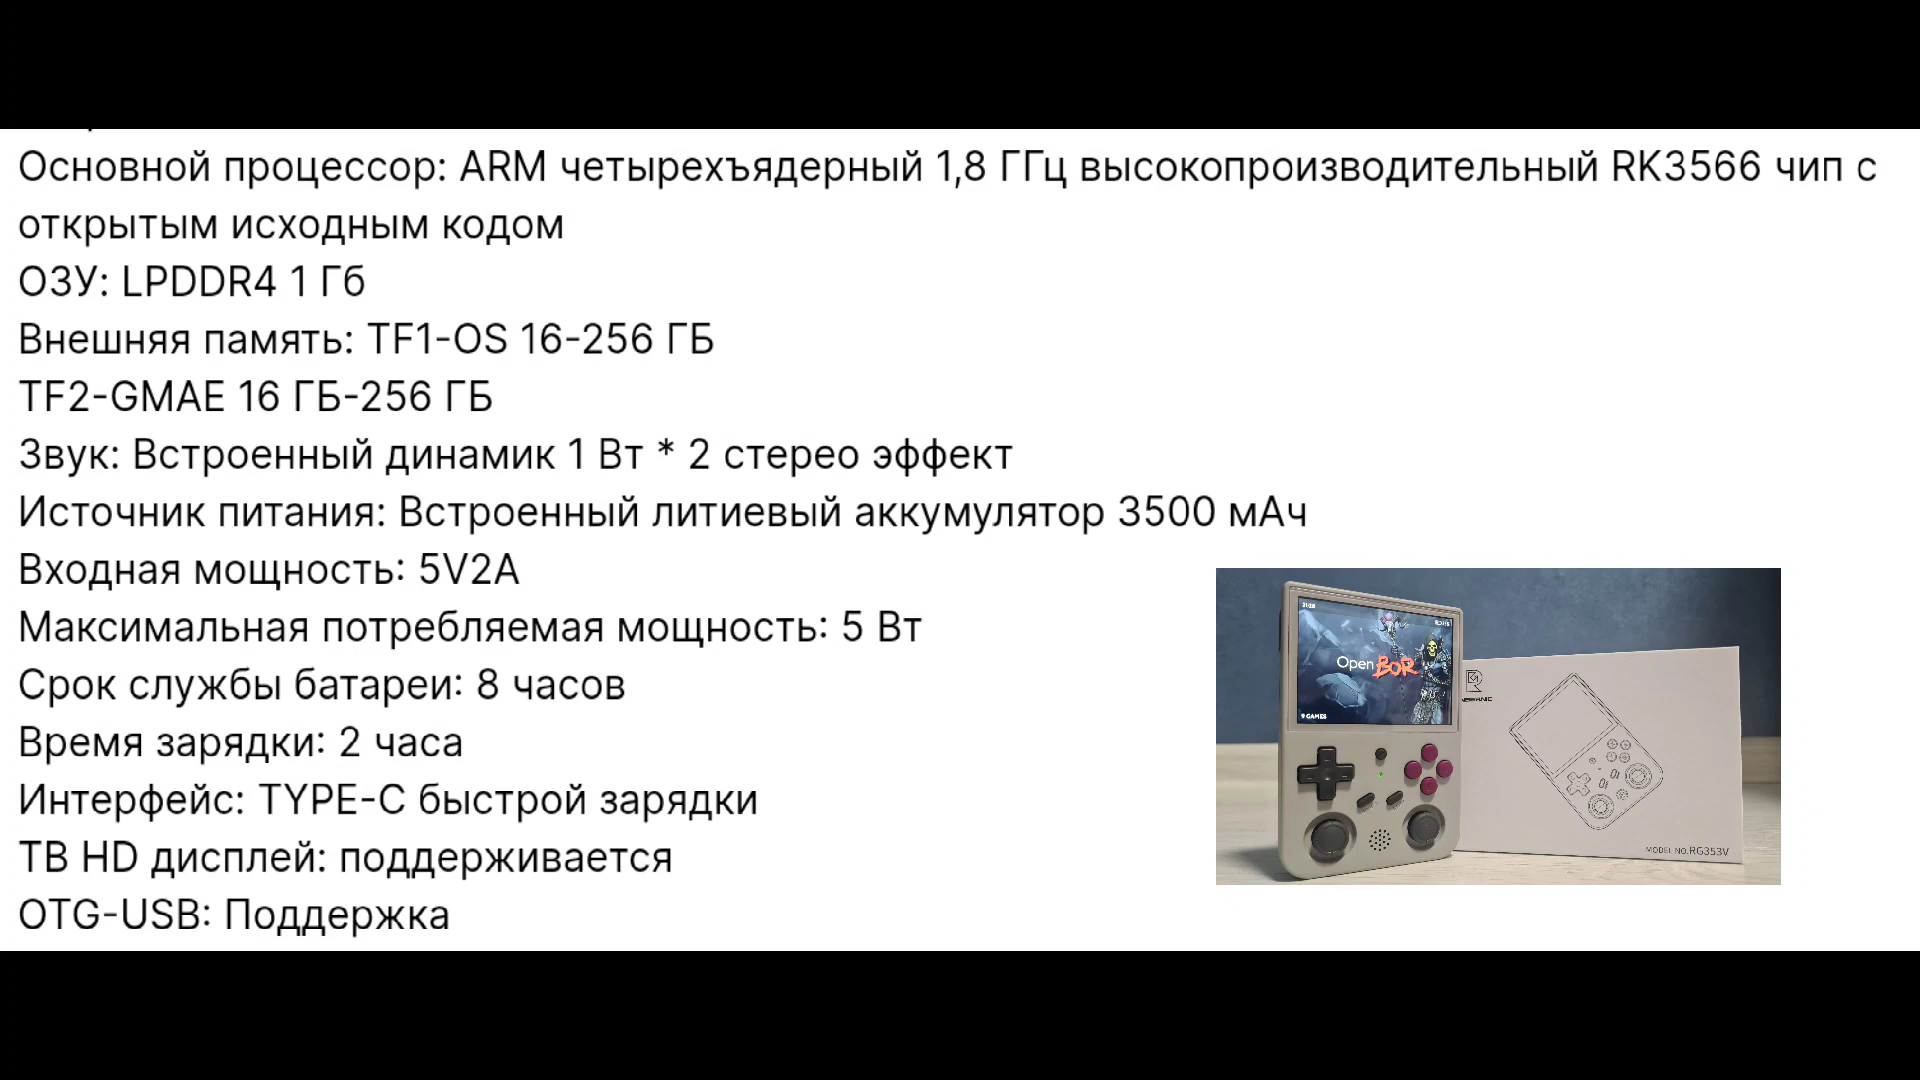 Основной процессор: ARM четырехъядерный 1,8 ГГц высокопроизводительный RK3566 чип с
открытым исходным кодом
ОЗУ: LPDDR4 1 Гб
Внешняя память: TF1-OS 16-256 ГБ
TF2-GMAE 16 ГБ-256 ГБ
Звук: Встроенный динамик 1 Вт * 2 стерео эффект
Источник питания: Встроенный литиевый аккумулятор 3500 мАч
Входная мощность: 5V2A
Максимальная потребляемая мощность: 5 Вт
Срок службы батареи: 8 часов
Время зарядки: 2 часа
Интерфейс: TYPE-C быстрой зарядки
ТВ HD дисплей: поддерживается
OTG-USB: Поддержка
Open BOR
9 GAMES
MODEL NO.RG353V